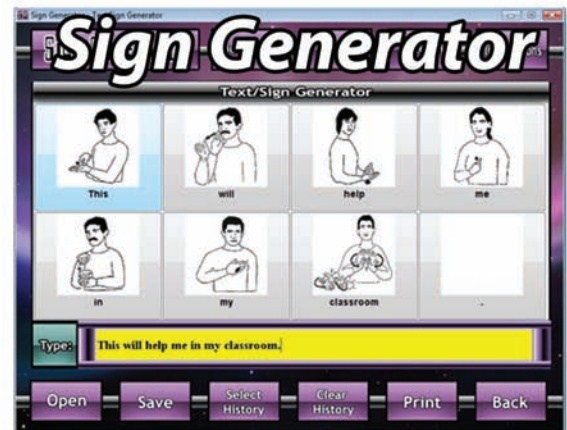 Sign Generator
Text/Sign Generator
This will help me
in my classroom .
Type:
This will help me in my classroom.
Open Save Select History Clear History Print Back